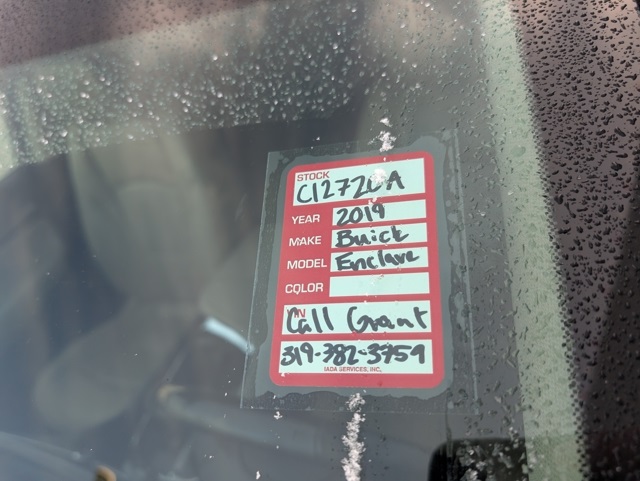 STOCK
C12720A
YEAR 2019
MAKE Buick
MODEL Enclave
COLOR
Call Grant
319-382-3759
IADA SERVICES, INC.